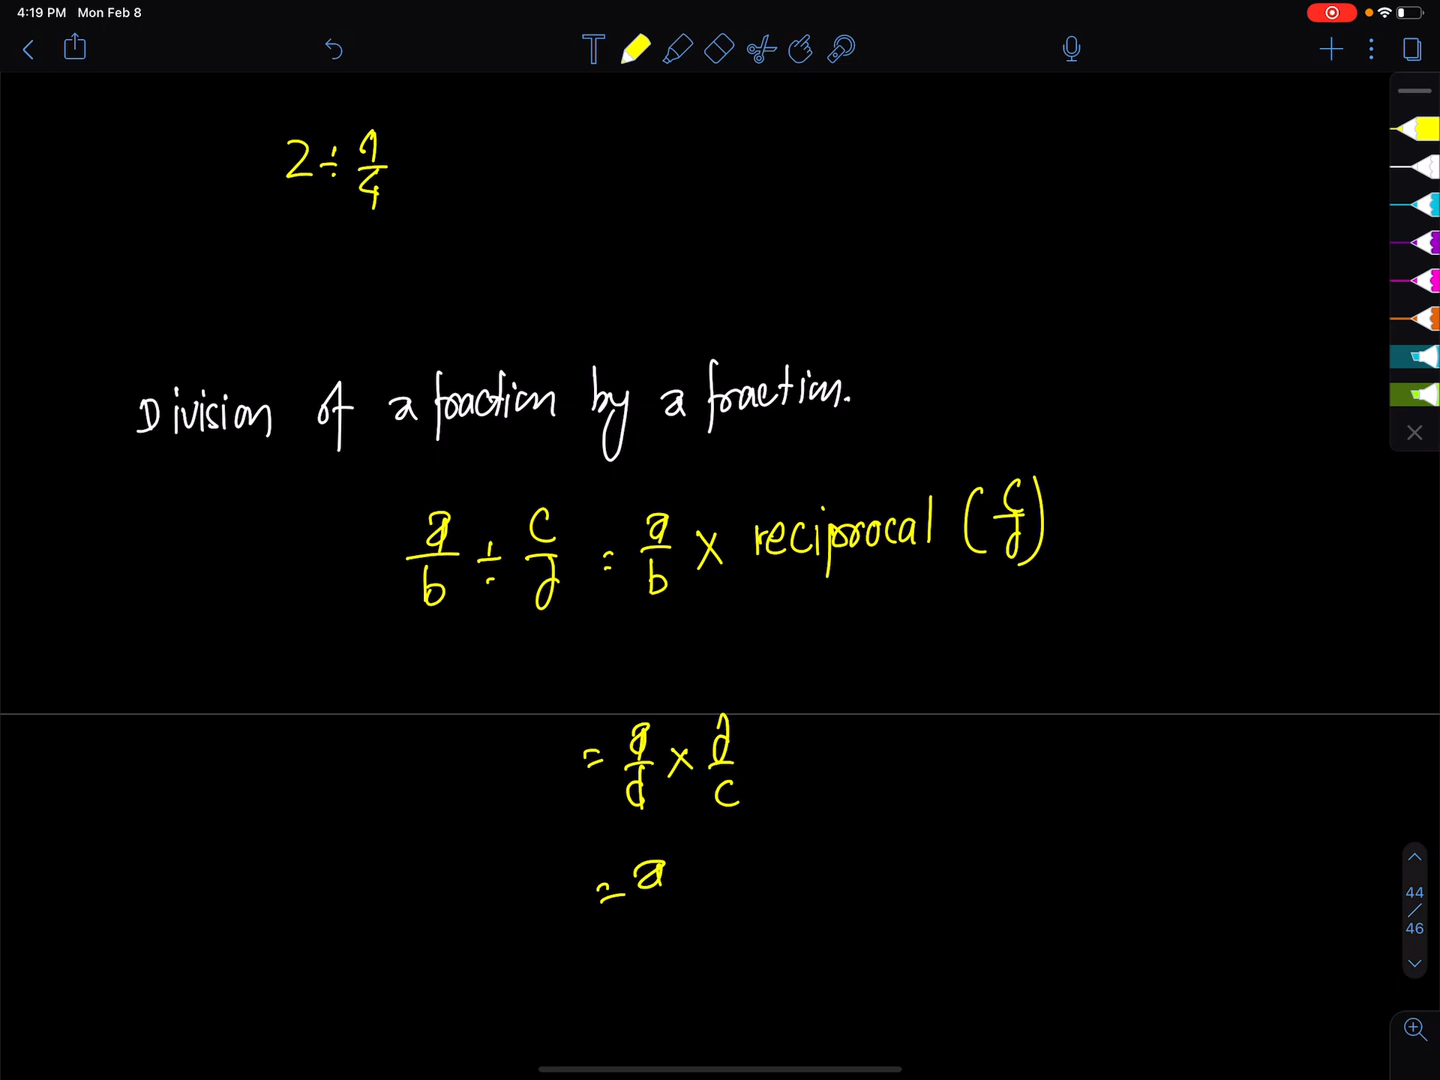 4:19 PM Mon Feb 8
T
2 ÷ 1/4
Division of a fraction by a fraction.
a/b ÷ c/d = a/b × reciprocal (c/d)
= a/d × d/c
= a
44
/
46